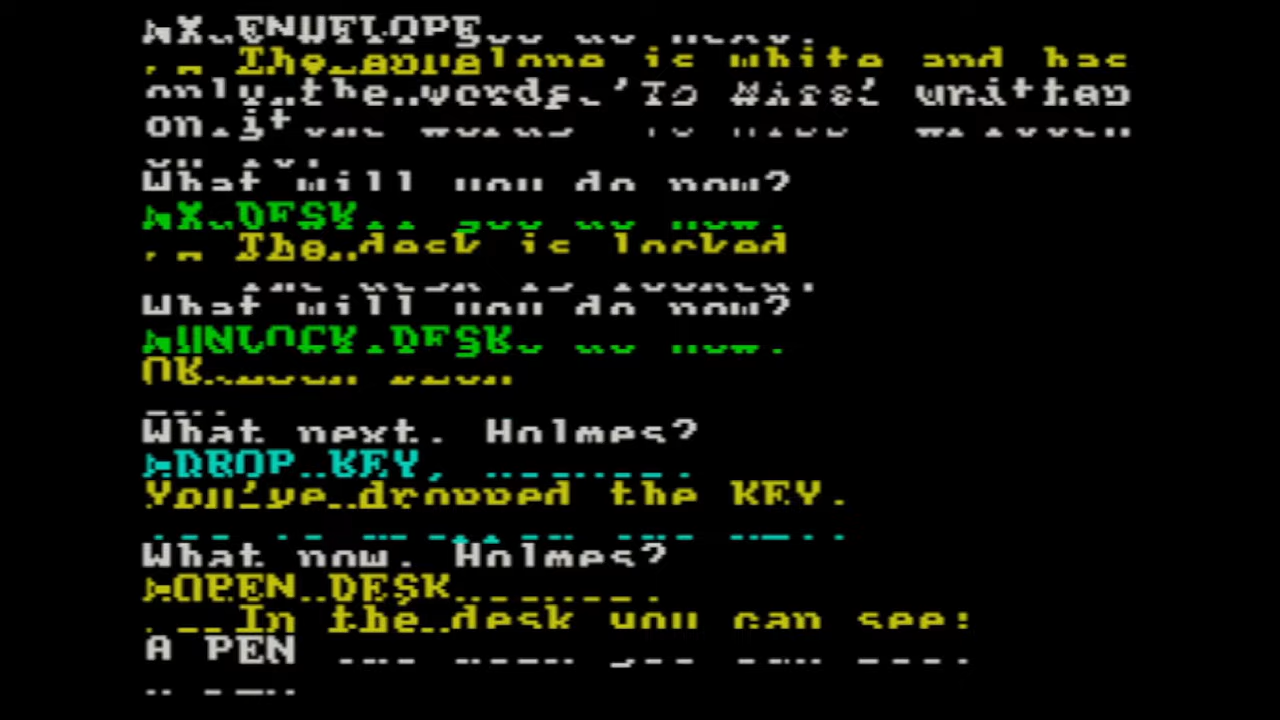 >X ENVELOPE
The envelope is white and has
only the words 'To Miss' written
on it
What will you do now?
>X DESK
The desk is locked
What will you do now?
>UNLOCK DESK
OK
What next, Holmes?
>DROP KEY
You've dropped the KEY.
What now, Holmes?
>OPEN DESK
In the desk you can see:
A PEN